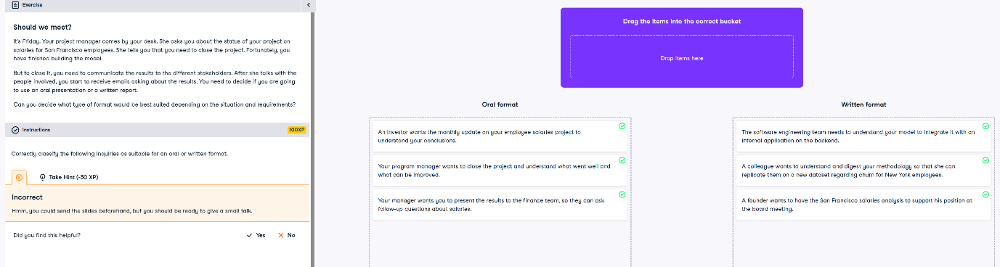 Exercise
Should we meet?
It's Friday. Your project manager comes by your desk. She asks you about the status of your project on
salaries for San Francisco employees. She tells you that you need to close the project. Fortunately, you
have finished building the model.
But to close it, you need to communicate the results to the different stakeholders. After she talks with the
people involved, you start to receive emails asking about the results. You need to decide if you are going
to use an oral presentation or a written report.
Can you decide what type of format would be best suited depending on the situation and requirements?
Instructions
100XP
Correctly classify the following inquiries as suitable for an oral or written format.
Take Hint (-30 XP)
Incorrect
Hmm, you could send the slides beforehand, but you should be ready to give a small talk.
Did you find this helpful?
Yes
No
Drag the items into the correct bucket
Drop items here
Oral format
An investor wants the monthly update on your employee salaries project to
understand your conclusions.
Your program manager wants to close the project and understand what went well and
what can be improved.
Your manager wants you to present the results to the finance team, so they can ask
follow-up questions about salaries.
Written format
The software engineering team needs to understand your model to integrate it with an
internal application on the backend.
A colleague wants to understand and digest your methodology so that she can
replicate them on a new dataset regarding churn for New York employees.
A founder wants to have the San Francisco salaries analysis to support his position at
the board meeting.